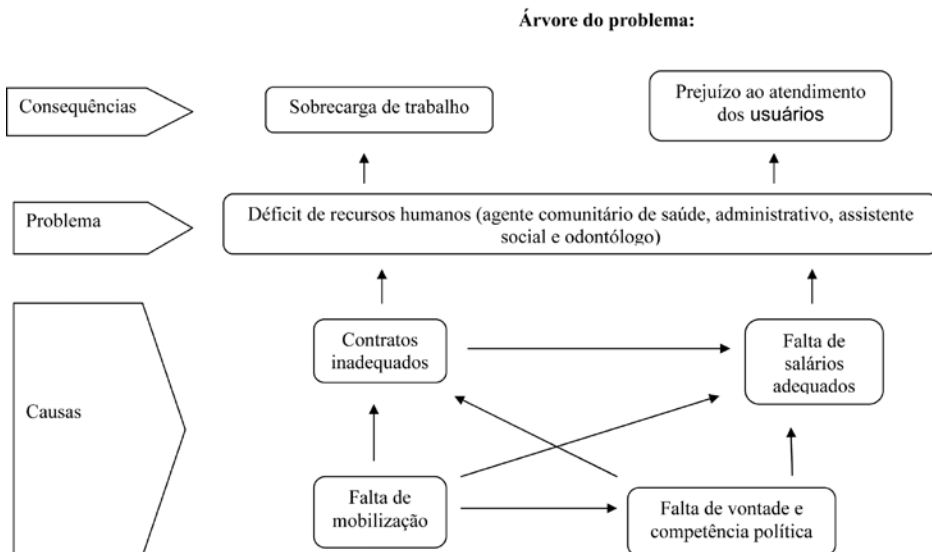 Árvore do problema:
Consequências
Sobrecarga de trabalho
Prejuízo ao atendimento
dos usuários
Problema
Déficit de recursos humanos (agente comunitário de saúde, administrativo, assistente
social e odontólogo)
Causas
Contratos
inadequados
Falta de
salários
adequados
Falta de
mobilização
Falta de vontade e
competência política